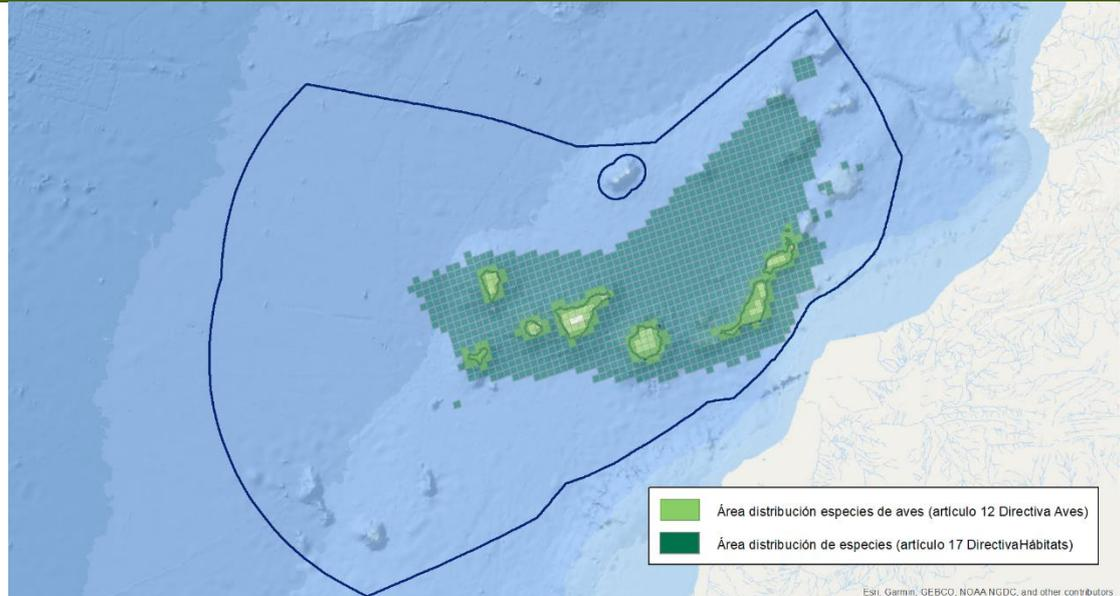 Área distribución especies de aves (artículo 12 Directiva Aves)
Área distribución de especies (artículo 17 DirectivaHábitats)
Esri, Garmin, GEBCO, NOAA NGDC, and other contributors